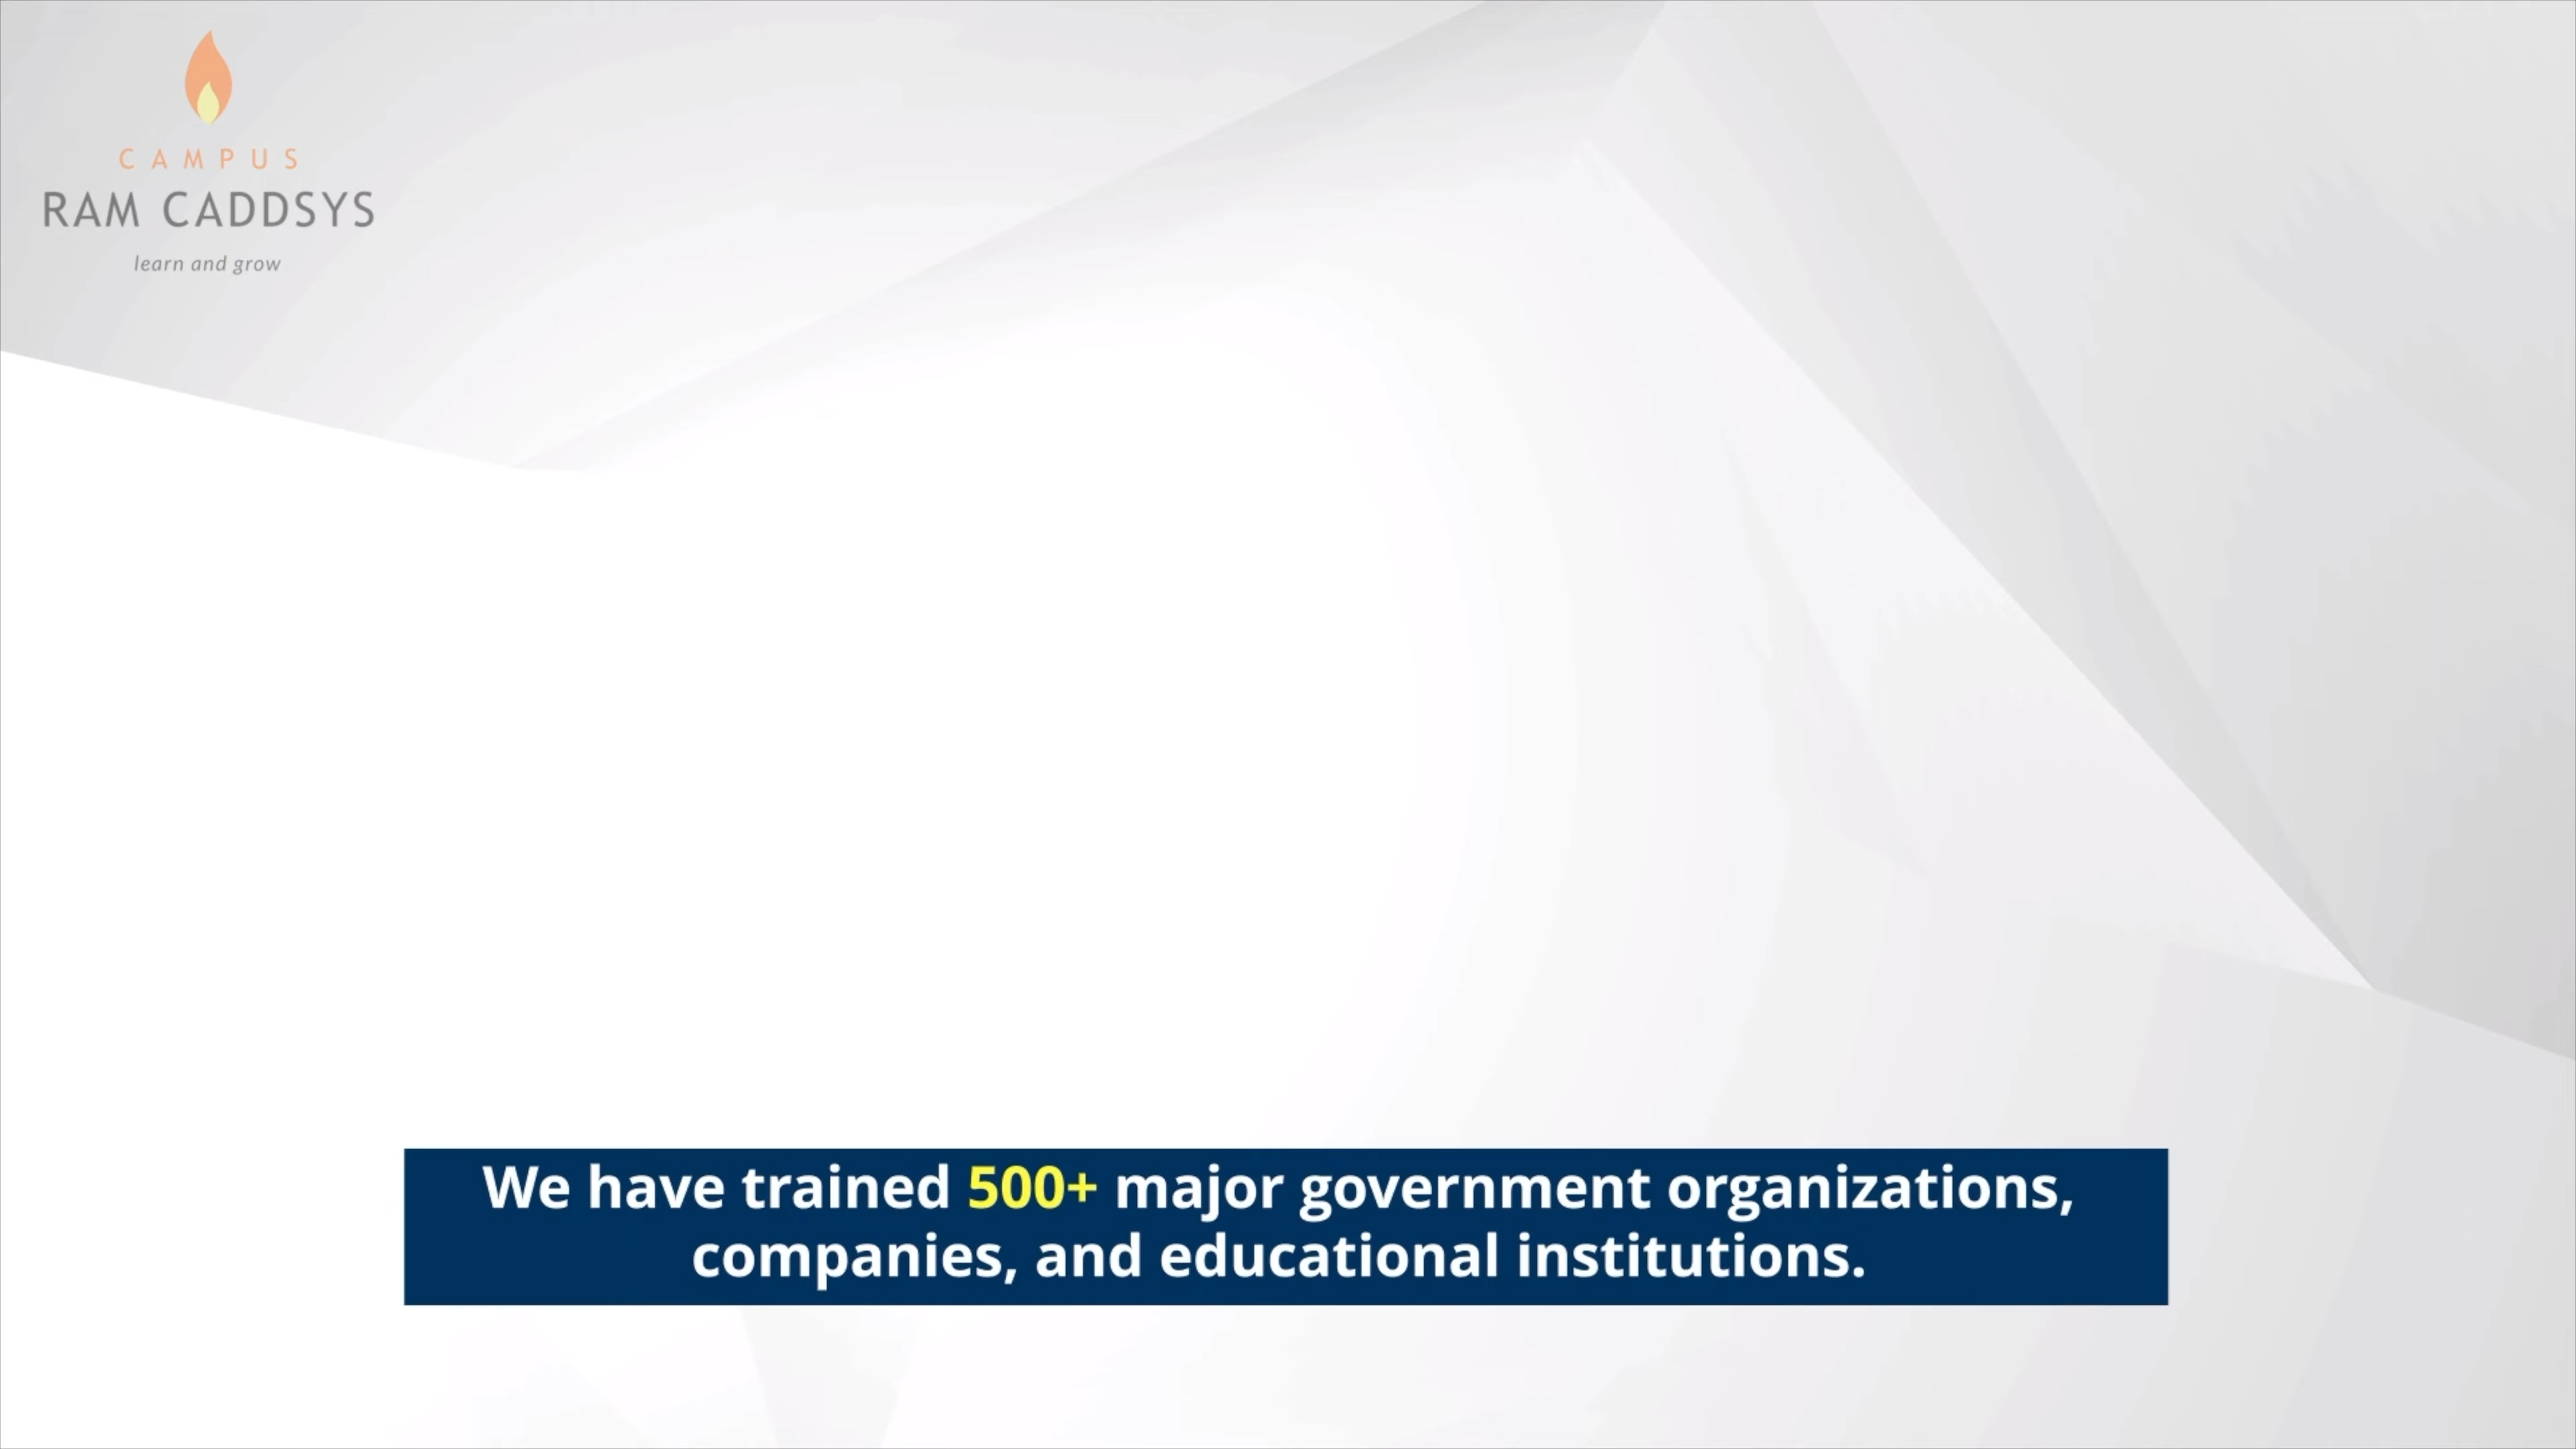 CAMPUS
RAM CADDSYS
learn and grow
We have trained 500+ major government organizations,
companies, and educational institutions.